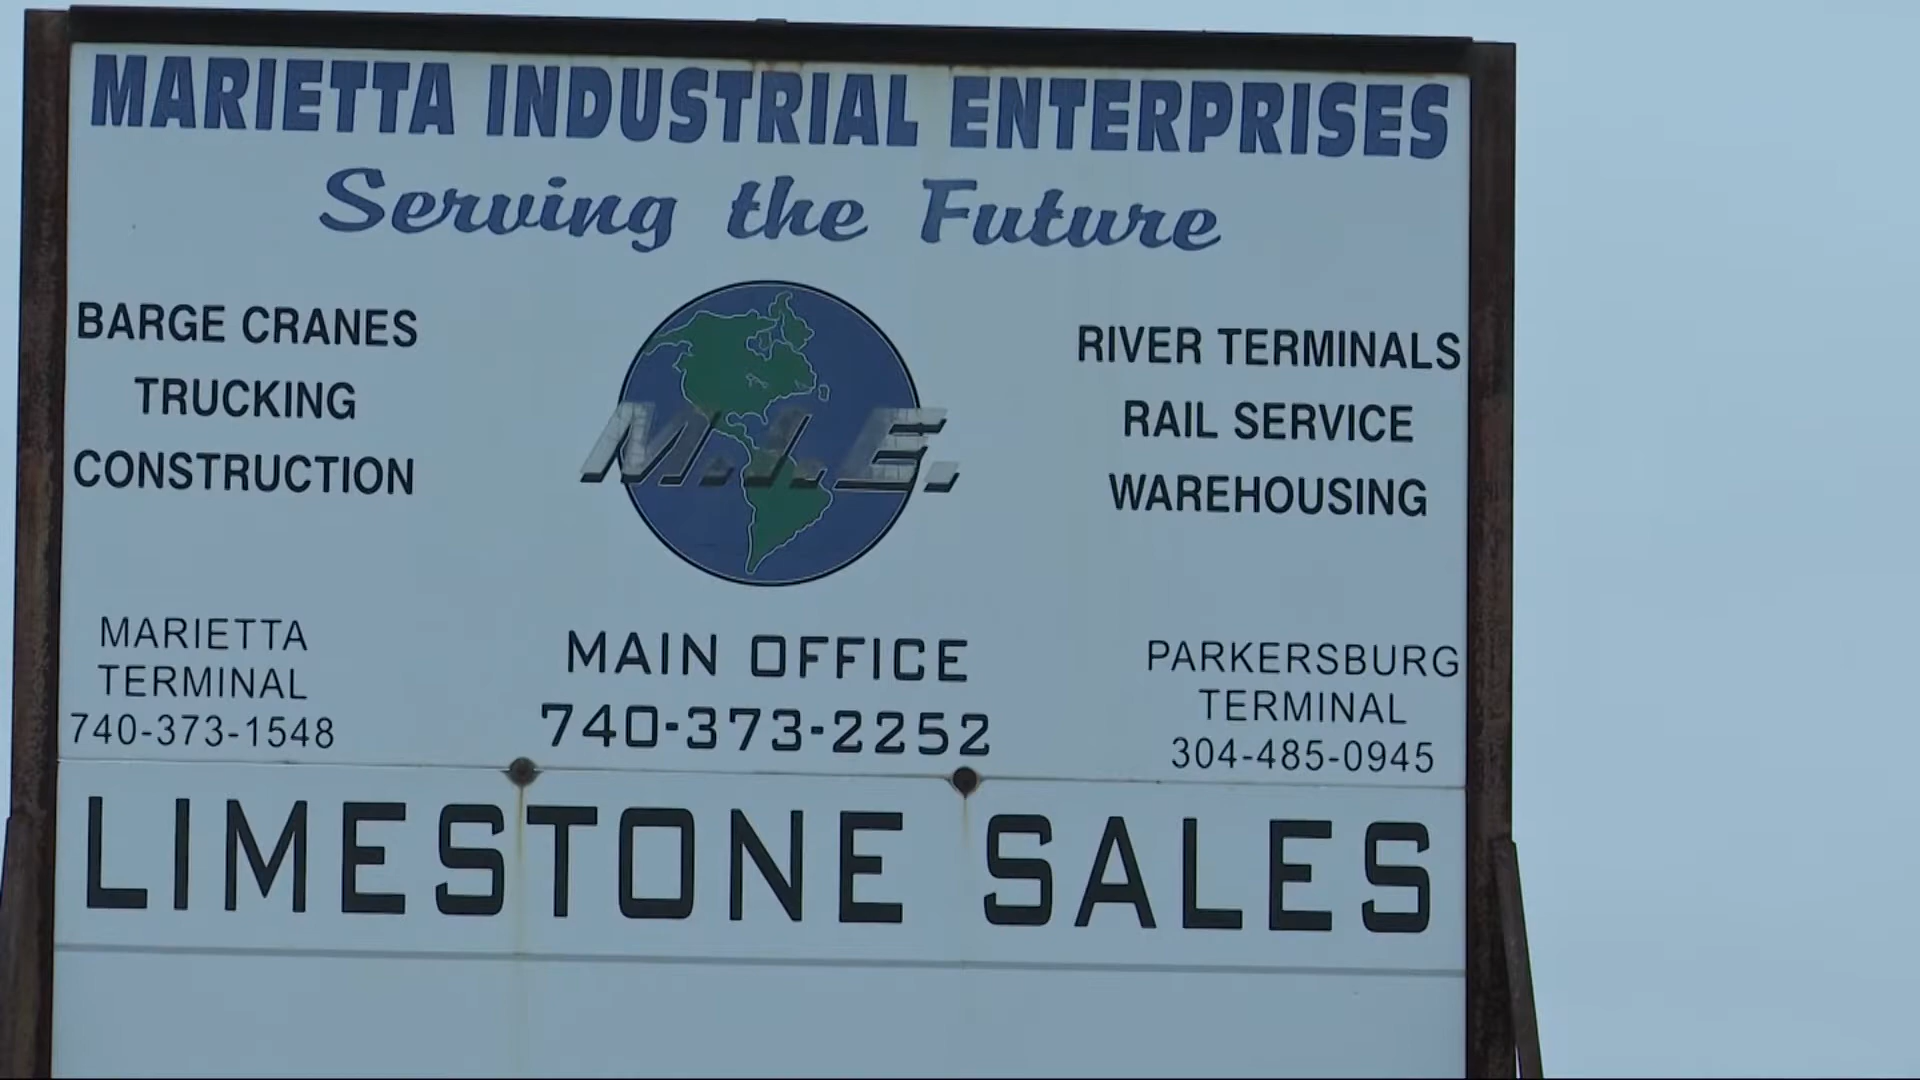 MARIETTA INDUSTRIAL ENTERPRISES
Serving the Future
BARGE CRANES
TRUCKING
CONSTRUCTION
M.I.E.
RIVER TERMINALS
RAIL SERVICE
WAREHOUSING
MARIETTA
TERMINAL
740-373-1548
MAIN OFFICE
740-373-2252
PARKERSBURG
TERMINAL
304-485-0945
LIMESTONE SALES